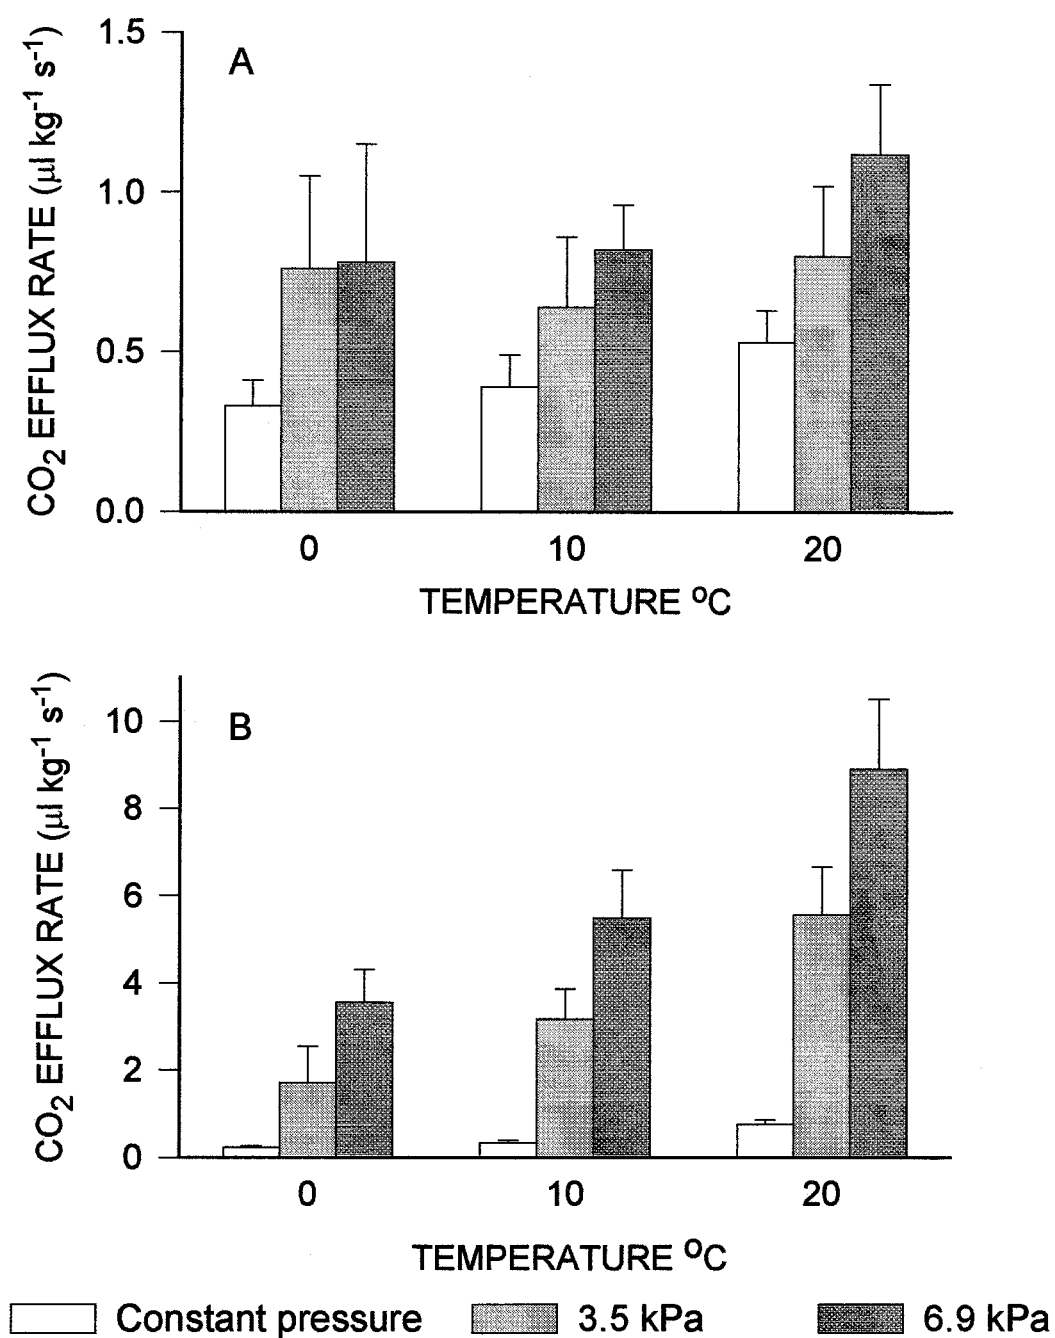 A
CO2 EFFLUX RATE (μl kg-1 s-1)
1.5
1.0
0.5
0.0
0 10 20
TEMPERATURE oC
B
CO2 EFFLUX RATE (μl kg-1 s-1)
10
8
6
4
2
0
0 10 20
TEMPERATURE oC
Constant pressure 3.5 kPa 6.9 kPa